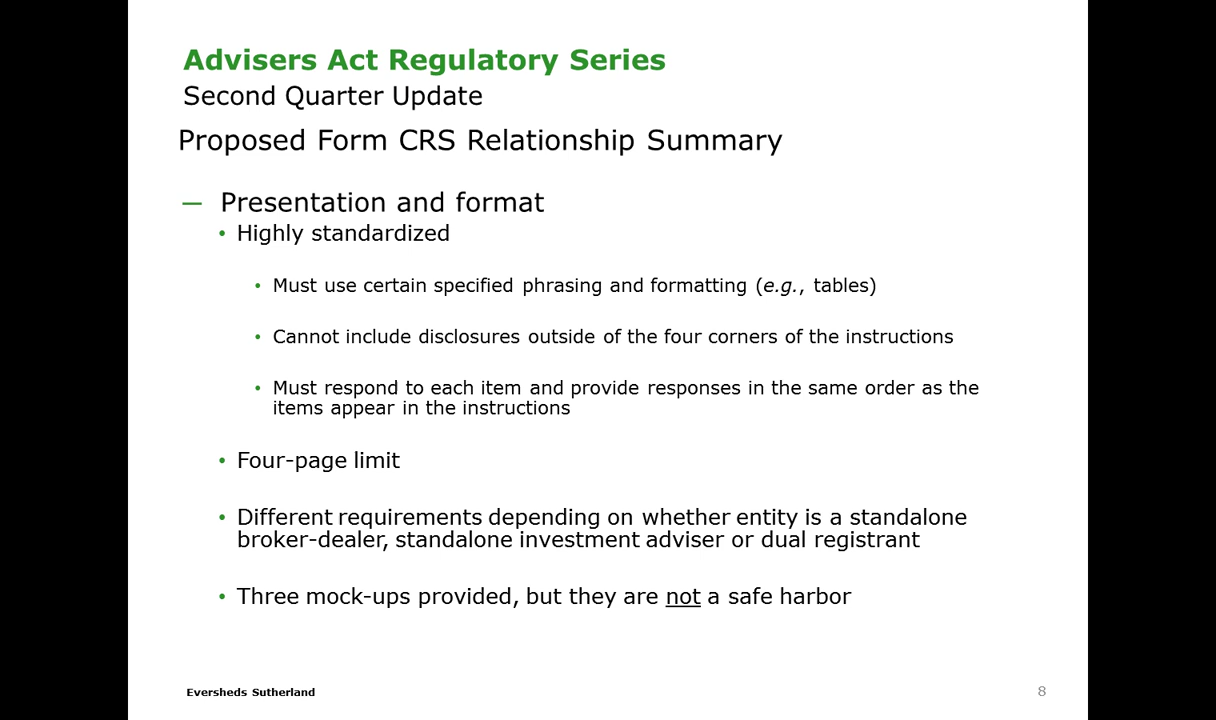 Advisers Act Regulatory Series
Second Quarter Update
Proposed Form CRS Relationship Summary
— Presentation and format
• Highly standardized
• Must use certain specified phrasing and formatting (e.g., tables)
• Cannot include disclosures outside of the four corners of the instructions
• Must respond to each item and provide responses in the same order as the
items appear in the instructions
• Four-page limit
• Different requirements depending on whether entity is a standalone
broker-dealer, standalone investment adviser or dual registrant
• Three mock-ups provided, but they are not a safe harbor
Eversheds Sutherland
8